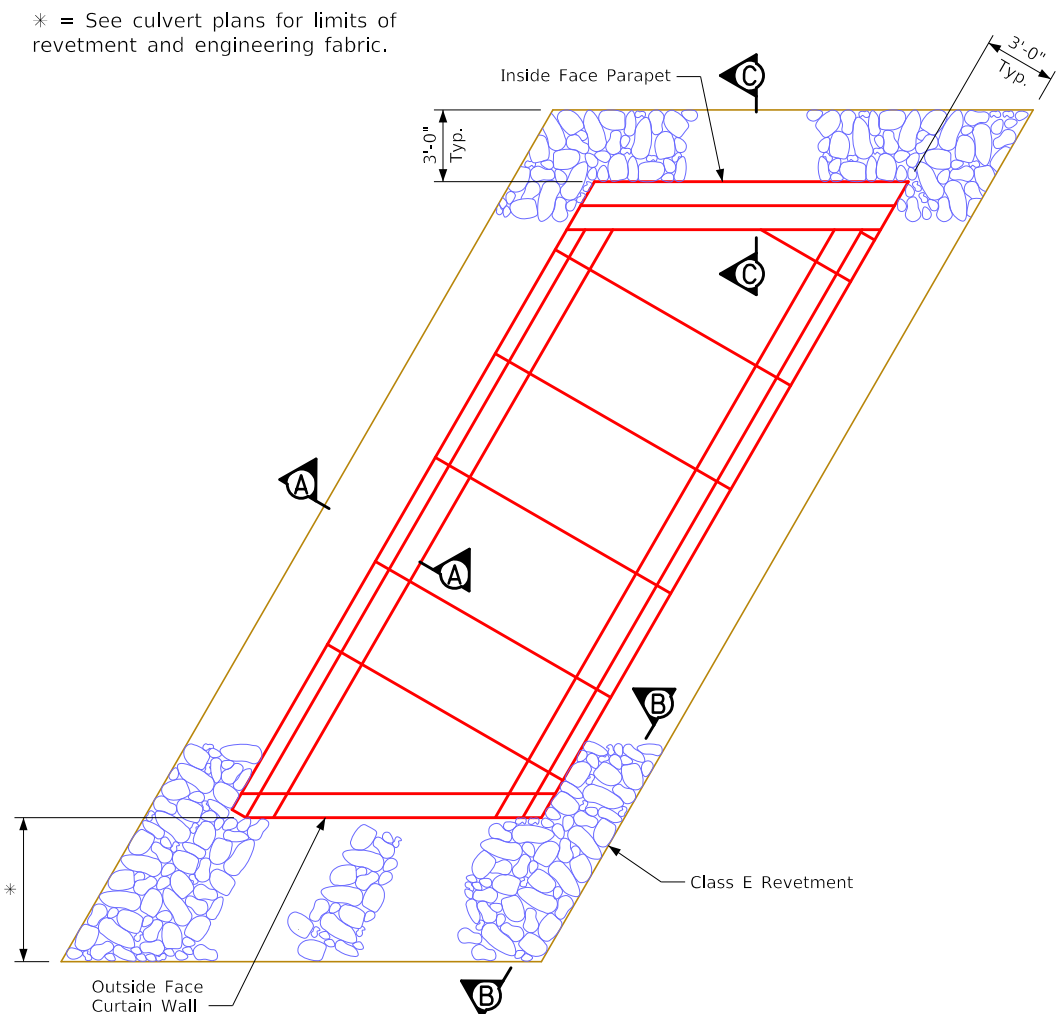 ✳ = See culvert plans for limits of
revetment and engineering fabric.
3'-0"
Typ.
Inside Face Parapet
C
3'-0"
Typ.
C
A
A
B
✳
Class E Revetment
Outside Face
Curtain Wall
B